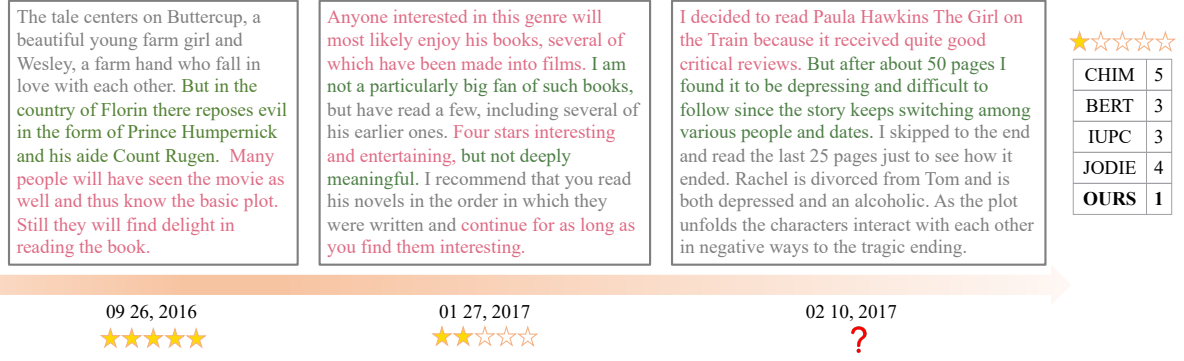 The tale centers on Buttercup, a
beautiful young farm girl and
Wesley, a farm hand who fall in
love with each other. But in the
country of Florin there reposes evil
in the form of Prince Humpernick
and his aide Count Rugen. Many
people will have seen the movie as
well and thus know the basic plot.
Still they will find delight in
reading the book.
Anyone interested in this genre will
most likely enjoy his books, several of
which have been made into films. I am
not a particularly big fan of such books,
but have read a few, including several of
his earlier ones. Four stars interesting
and entertaining, but not deeply
meaningful. I recommend that you read
his novels in the order in which they
were written and continue for as long as
you find them interesting.
I decided to read Paula Hawkins The Girl on
the Train because it received quite good
critical reviews. But after about 50 pages I
found it to be depressing and difficult to
follow since the story keeps switching among
various people and dates. I skipped to the end
and read the last 25 pages just to see how it
ended. Rachel is divorced from Tom and is
both depressed and an alcoholic. As the plot
unfolds the characters interact with each other
in negative ways to the tragic ending.
CHIM 5
BERT 3
IUPC 3
JODIE 4
OURS 1
09 26, 2016
01 27, 2017
02 10, 2017
?